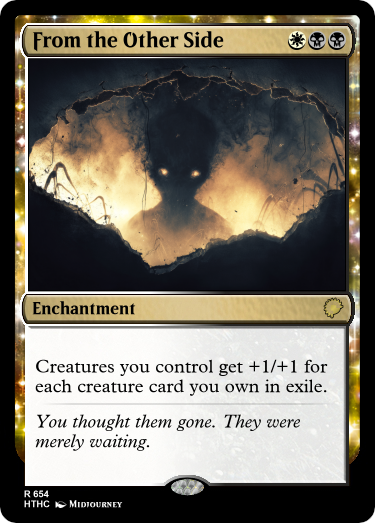 From the Other Side
Enchantment
Creatures you control get +1/+1 for
each creature card you own in exile.
You thought them gone. They were
merely waiting.
R 654
HTHC Midjourney